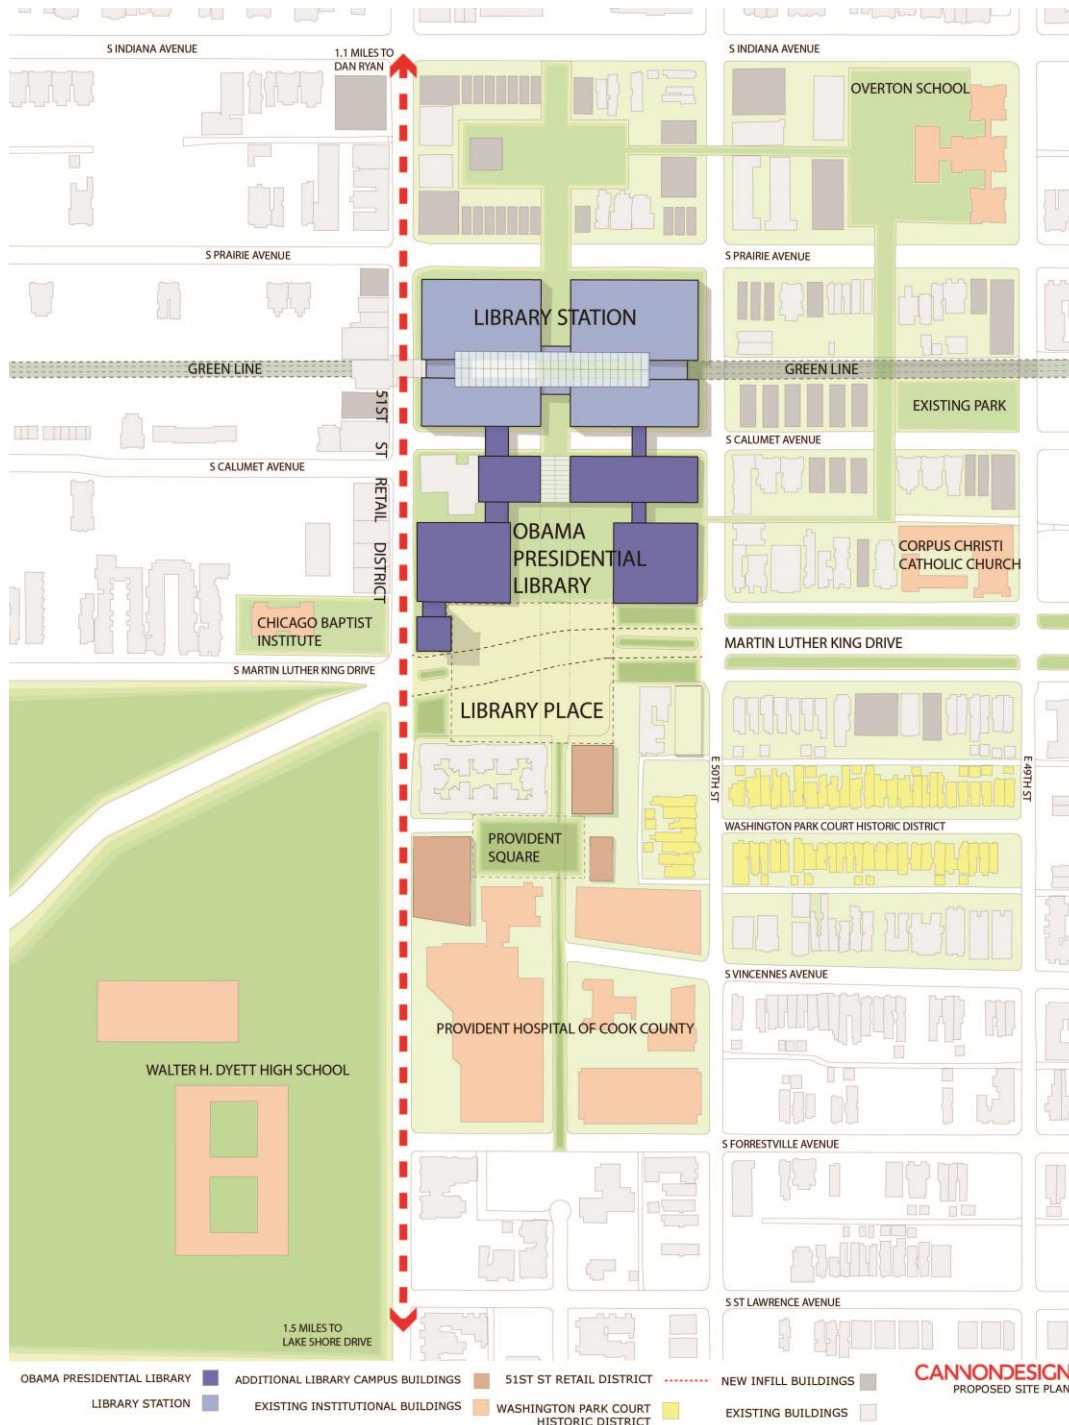 S INDIANA AVENUE
1.1 MILES TO
DAN RYAN
S INDIANA AVENUE
OVERTON SCHOOL
S PRAIRIE AVENUE
S PRAIRIE AVENUE
LIBRARY STATION
GREEN LINE
GREEN LINE
51ST ST RETAIL DISTRICT
EXISTING PARK
S CALUMET AVENUE
S CALUMET AVENUE
OBAMA
PRESIDENTIAL
LIBRARY
CORPUS CHRISTI
CATHOLIC CHURCH
CHICAGO BAPTIST
INSTITUTE
MARTIN LUTHER KING DRIVE
S MARTIN LUTHER KING DRIVE
LIBRARY PLACE
E 50TH ST
E 49TH ST
WASHINGTON PARK COURT HISTORIC DISTRICT
PROVIDENT
SQUARE
S VINCENNES AVENUE
PROVIDENT HOSPITAL OF COOK COUNTY
WALTER H. DYETT HIGH SCHOOL
S FORRESTVILLE AVENUE
S ST LAWRENCE AVENUE
1.5 MILES TO
LAKE SHORE DRIVE
OBAMA PRESIDENTIAL LIBRARY
ADDITIONAL LIBRARY CAMPUS BUILDINGS
51ST ST RETAIL DISTRICT
NEW INFILL BUILDINGS
LIBRARY STATION
EXISTING INSTITUTIONAL BUILDINGS
WASHINGTON PARK COURT
HISTORIC DISTRICT
EXISTING BUILDINGS
CANNONDESIGN
PROPOSED SITE PLAN